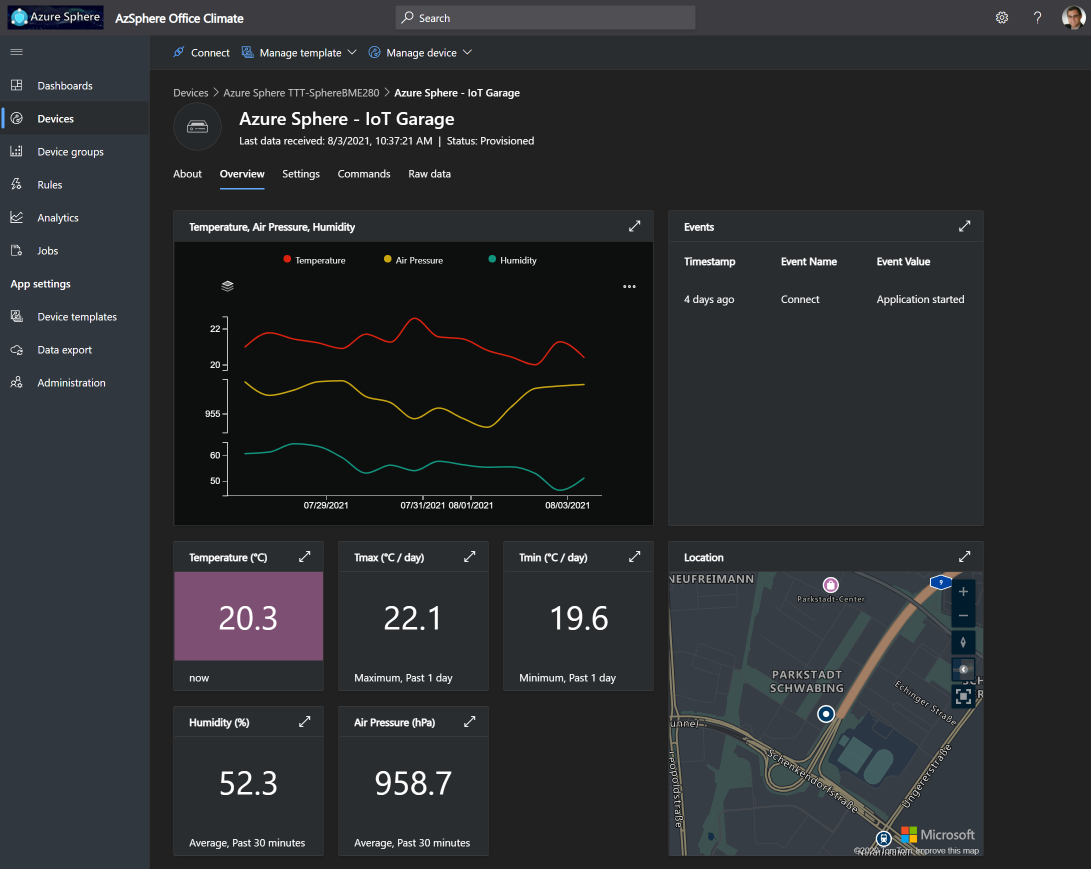 Azure Sphere
AzSphere Office Climate
Search
?
Connect
Manage template
Manage device
Dashboards
Devices
Device groups
Rules
Analytics
Jobs
App settings
Device templates
Data export
Administration
Devices > Azure Sphere TTT-SphereBME280 > Azure Sphere - IoT Garage
Azure Sphere - IoT Garage
Last data received: 8/3/2021, 10:37:21 AM | Status: Provisioned
About Overview Settings Commands Raw data
Temperature, Air Pressure, Humidity
Temperature Air Pressure Humidity
22
20
955
60
50
07/29/2021 07/31/2021 08/01/2021 08/03/2021
Events
Timestamp Event Name Event Value
4 days ago Connect Application started
Temperature (°C)
20.3
now
Tmax (°C / day)
22.1
Maximum, Past 1 day
Tmin (°C / day)
19.6
Minimum, Past 1 day
Humidity (%)
52.3
Average, Past 30 minutes
Air Pressure (hPa)
958.7
Average, Past 30 minutes
Location
NEUFREIMANN
Parkstadt-Center
9
PARKSTADT
SCHWABING
Echinger Straße
unnel
eopoldstraße
Schenkendorfstraße
Ungererstraße
Microsoft
TomTom Improve this map